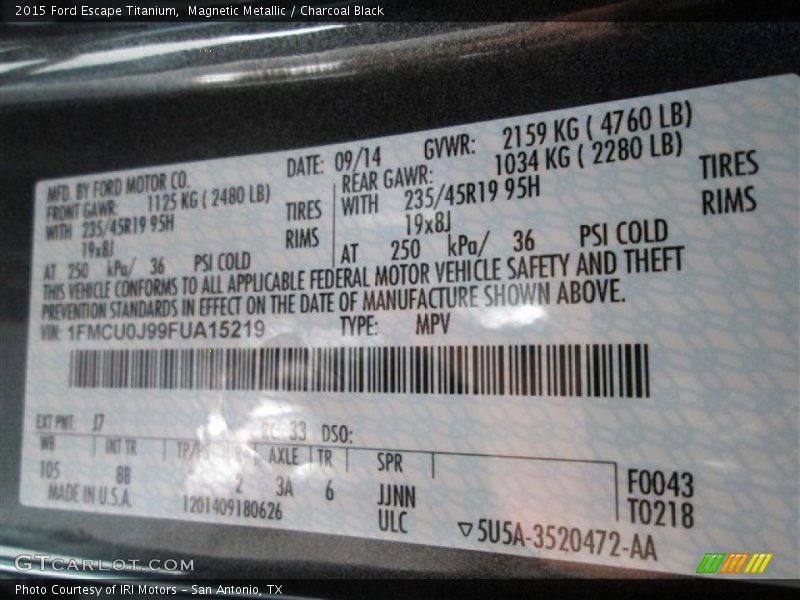 2015 Ford Escape Titanium,  Magnetic Metallic / Charcoal Black
MFD. BY FORD MOTOR CO. DATE: 09/14 GVWR: 2159 KG ( 4760 LB)
FRONT GAWR: 1125 KG ( 2480 LB) REAR GAWR: 1034 KG ( 2280 LB)
WITH 235/45R19 95H TIRES WITH 235/45R19 95H TIRES
19x8J RIMS 19x8J RIMS
AT 250 kPa/ 36 PSI COLD AT 250 kPa/ 36 PSI COLD
THIS VEHICLE CONFORMS TO ALL APPLICABLE FEDERAL MOTOR VEHICLE SAFETY AND THEFT
PREVENTION STANDARDS IN EFFECT ON THE DATE OF MANUFACTURE SHOWN ABOVE.
VIN: 1FMCU0J99FUA15219 TYPE: MPV
EXT PNT: J7 RC: 33 DSO:
WB INT TR TP/PS R AXLE TR SPR
105 8B 2 3A 6 JJNN F0043
MADE IN U.S.A. 1201409180626 ULC T0218
▽5U5A-3520472-AA
GTCARLOT.COM
Photo Courtesy of IRI Motors - San Antonio, TX